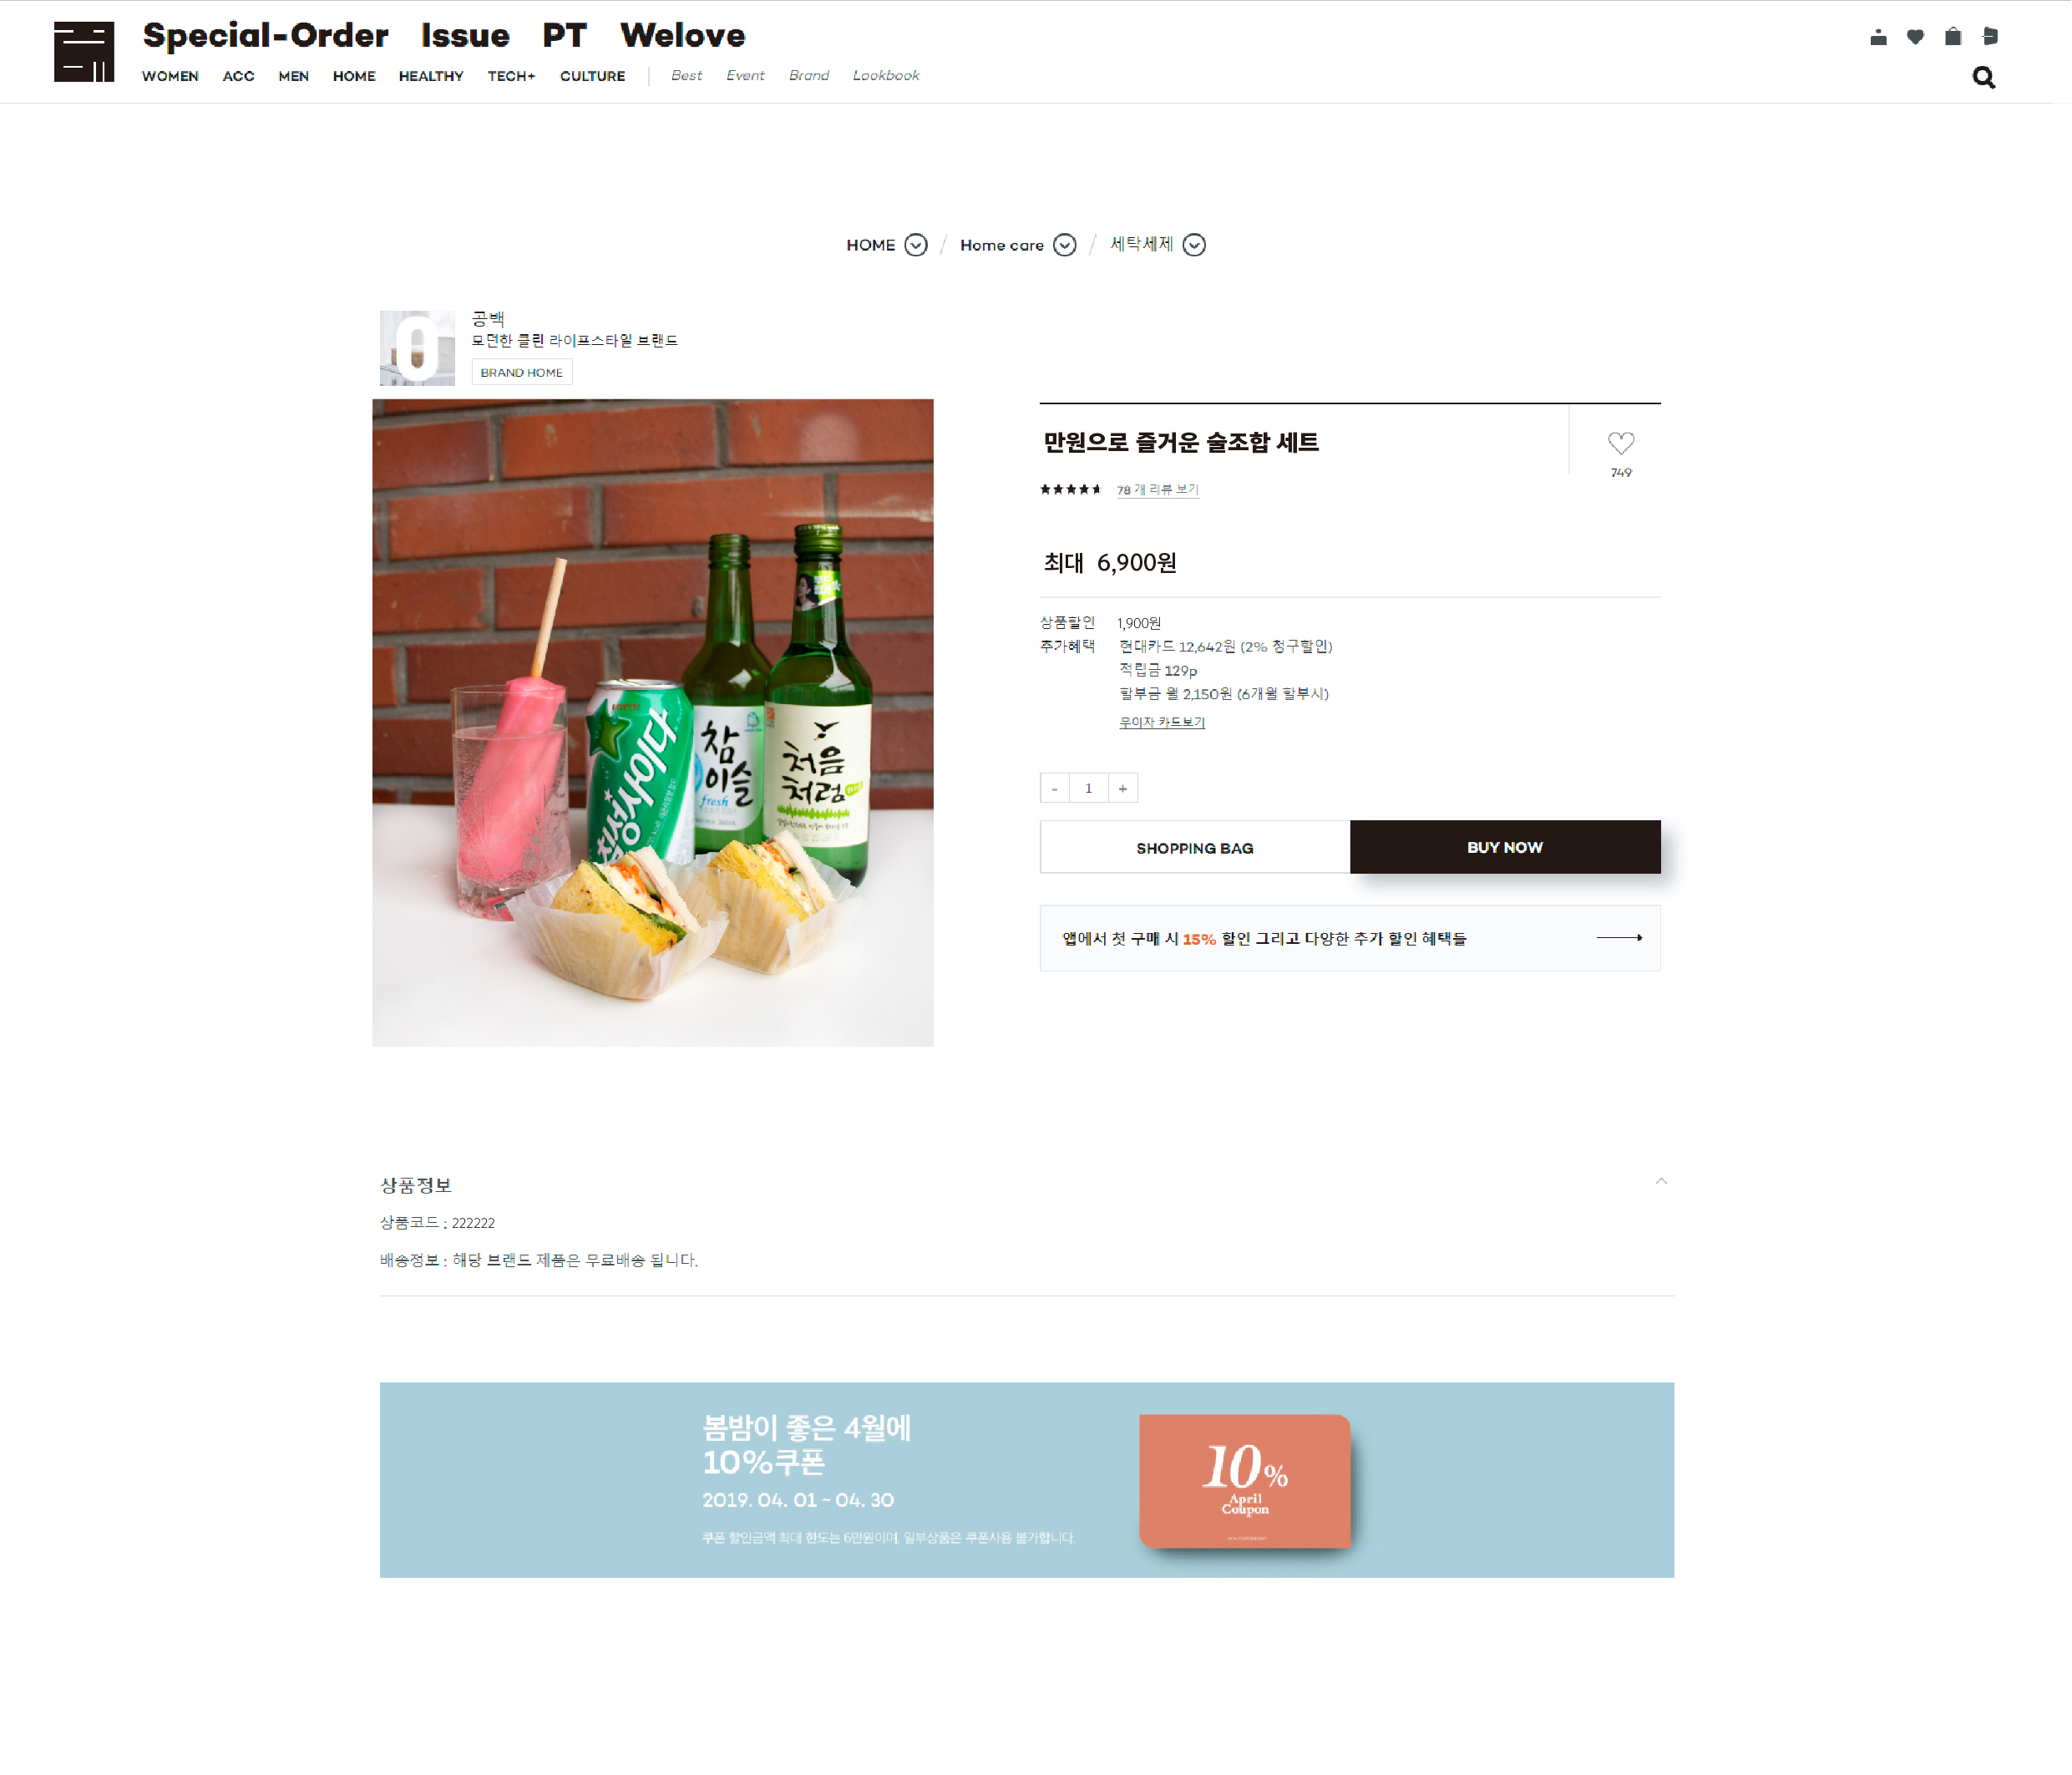 Special-Order Issue PT Welove
WOMEN ACC MEN HOME HEALTHY TECH+ CULTURE Best Event Brand Lookbook
HOME / Home care / 세탁세제
공백
모던한 클린 라이프스타일 브랜드
BRAND HOME
만원으로 즐거운 술조합 세트
749
78 개 리뷰 보기
최대 6,900원
상품할인 1,900원
추가혜택 현대카드 12,642원 (2% 청구할인)
적립금 129p
할부금 월 2,150원 (6개월 할부시)
무이자 카드보기
- 1 +
SHOPPING BAG BUY NOW
앱에서 첫 구매 시 15% 할인 그리고 다양한 추가 할인 혜택들
LOTTE
칠성사이다
참이슬
fresh
처음처럼
상품정보
상품코드 : 222222
배송정보 : 해당 브랜드 제품은 무료배송 됩니다.
봄밤이 좋은 4월에
10%쿠폰
2019. 04. 01 ~ 04. 30
쿠폰 할인금액 최대 한도는 6만원이며, 일부상품은 쿠폰사용 불가합니다.
10%
April
Coupon